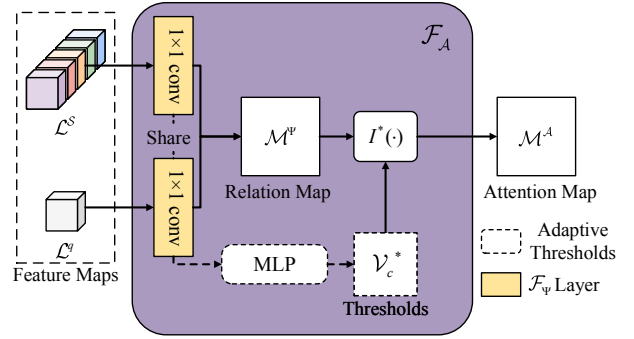 ℱ_𝒜
1×1 conv
ℒ^𝒮
Share
ℳ^Ψ
I*(·)
ℳ^𝒜
Relation Map
Attention Map
1×1 conv
ℒ^q
Feature Maps
MLP
𝒱_c*
Thresholds
Adaptive
Thresholds
ℱ_Ψ Layer